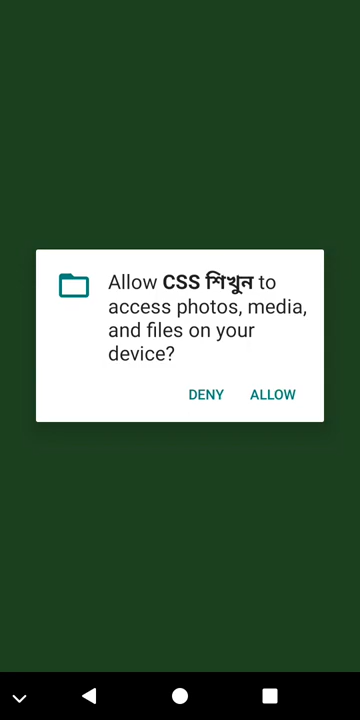 Allow CSS শিখুন to
access photos, media,
and files on your
device?
DENY ALLOW